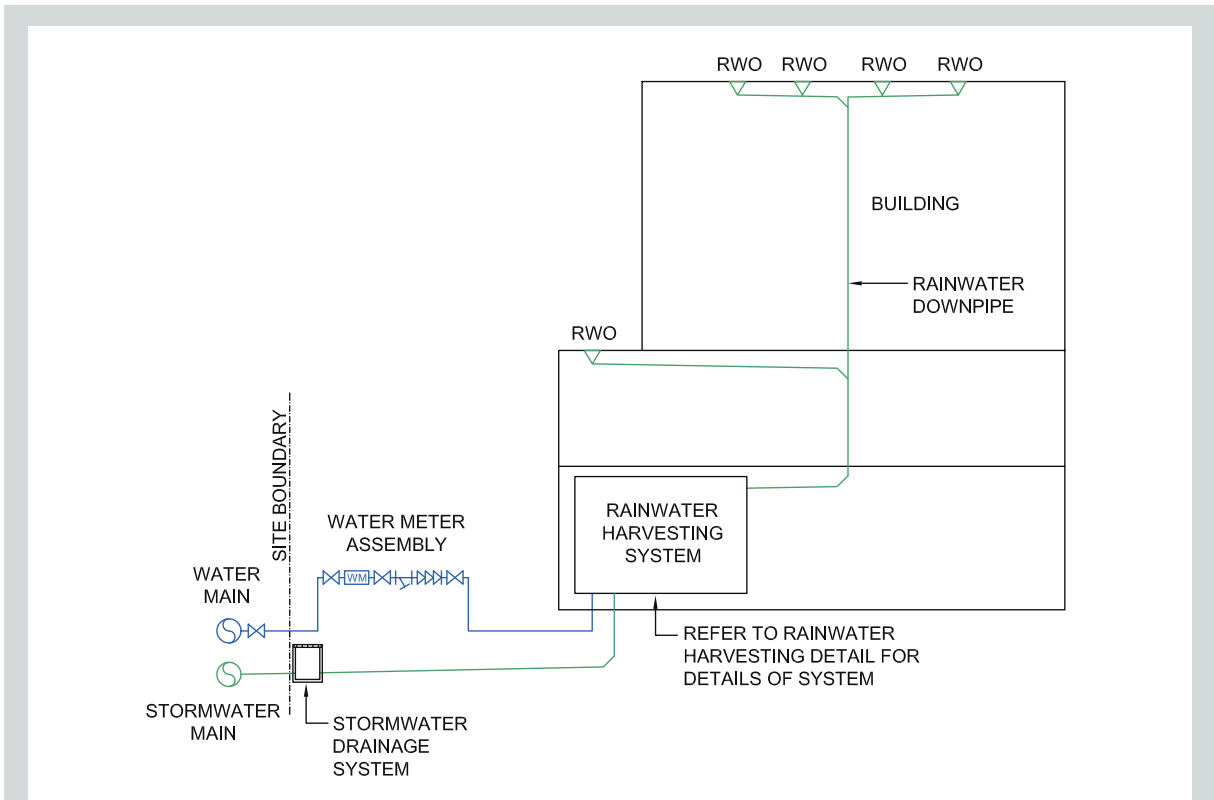 RWO RWO RWO RWO
BUILDING
RAINWATER
DOWNPIPE
RWO
SITE BOUNDARY
RAINWATER
HARVESTING
SYSTEM
WATER METER
ASSEMBLY
WM
WATER
MAIN
REFER TO RAINWATER
HARVESTING DETAIL FOR
DETAILS OF SYSTEM
STORMWATER
MAIN
STORMWATER
DRAINAGE
SYSTEM